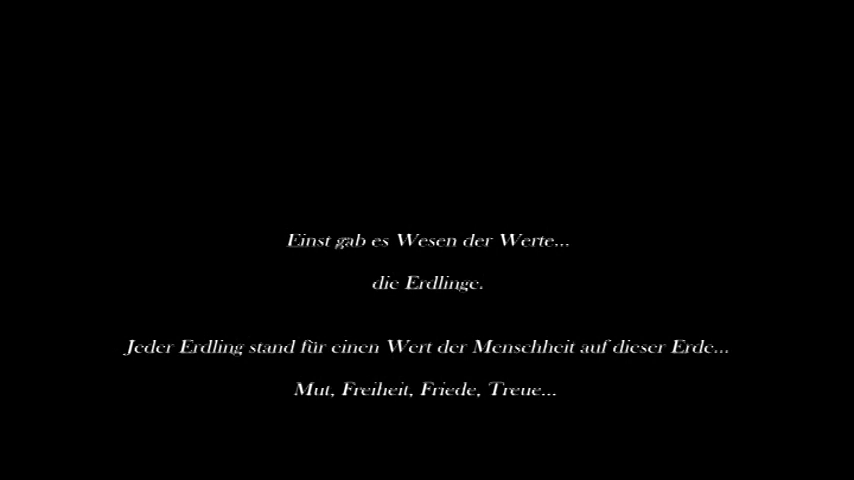 Einst gab es Wesen der Werte...
die Erdlinge.
Jeder Erdling stand für einen Wert der Menschheit auf dieser Erde...
Mut, Freiheit, Friede, Treue...